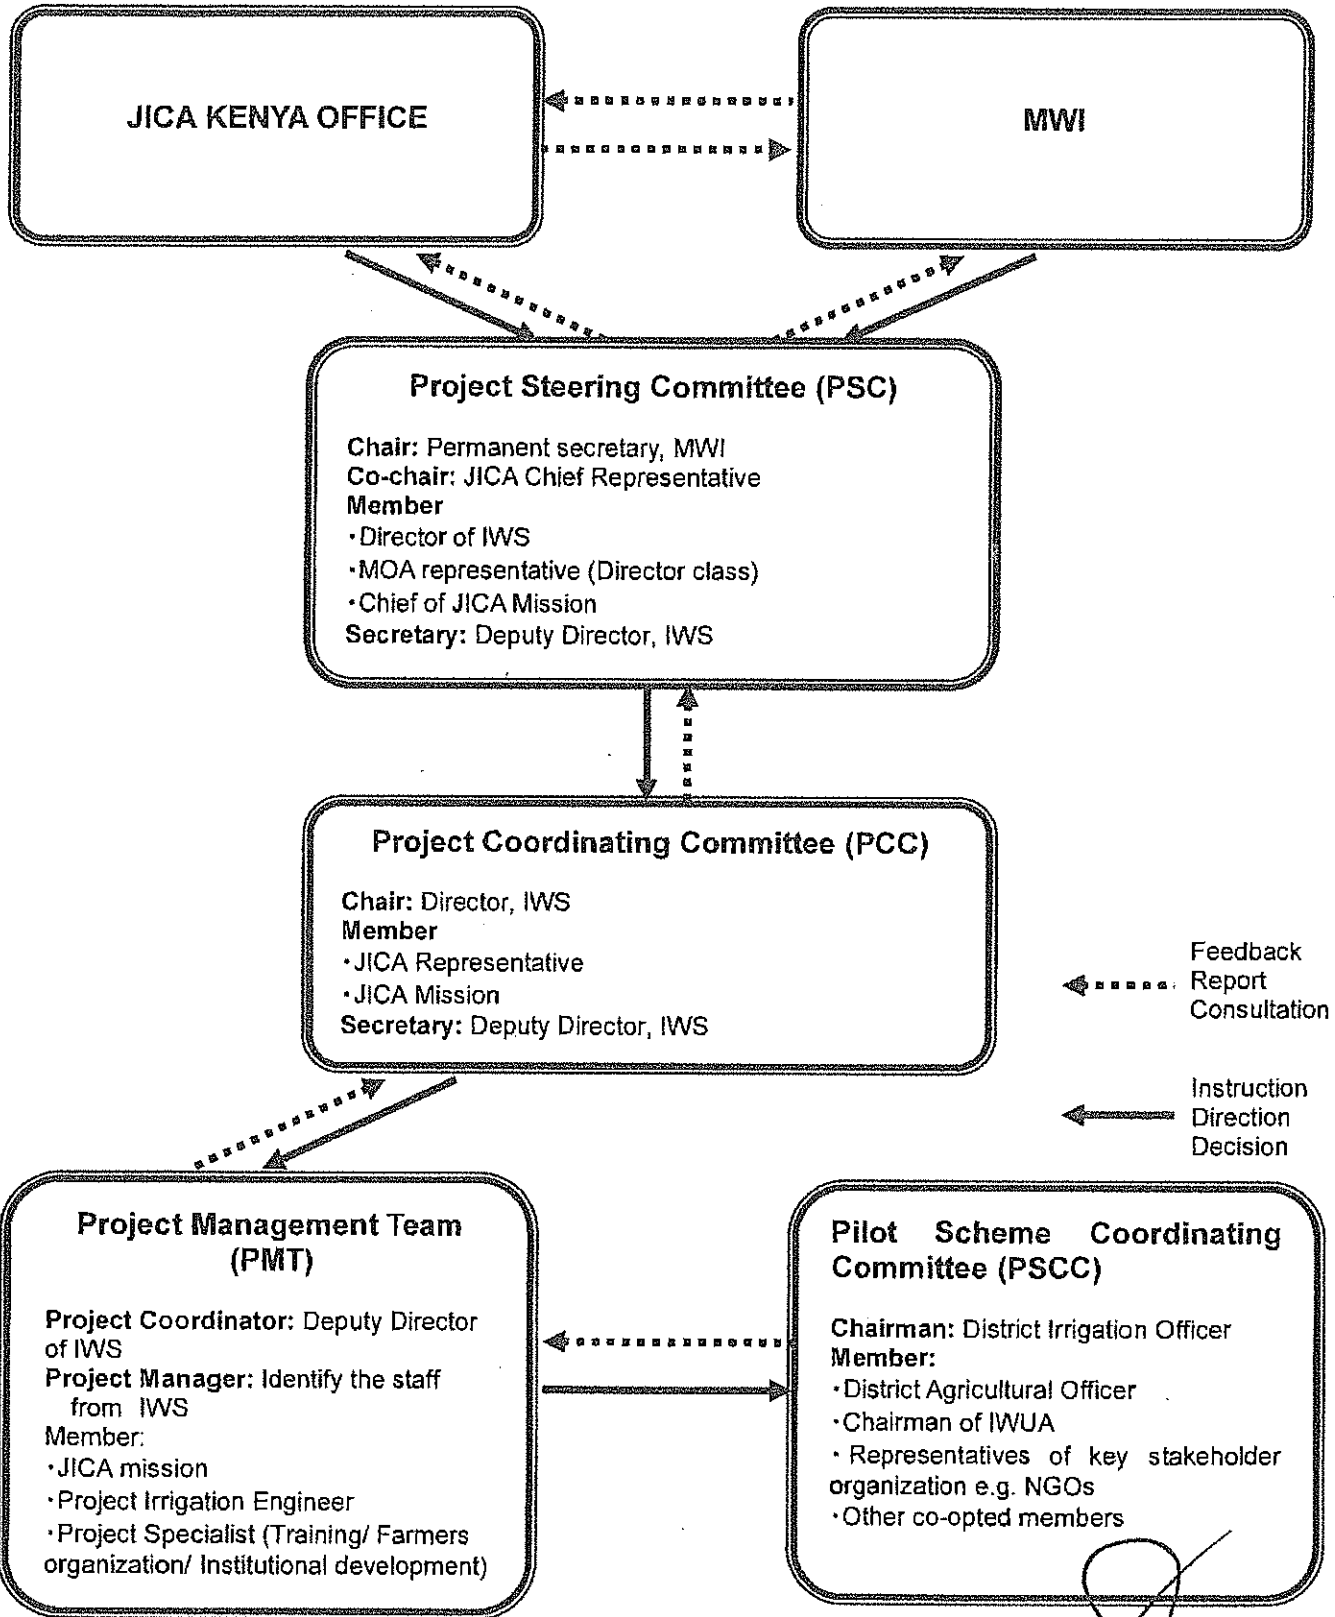 JICA KENYA OFFICE
MWI
Project Steering Committee (PSC)
Chair: Permanent secretary, MWI
Co-chair: JICA Chief Representative
Member
・Director of IWS
・MOA representative (Director class)
・Chief of JICA Mission
Secretary: Deputy Director, IWS
Project Coordinating Committee (PCC)
Chair: Director, IWS
Member
・JICA Representative
・JICA Mission
Secretary: Deputy Director, IWS
Feedback
Report
Consultation
Instruction
Direction
Decision
Project Management Team
(PMT)
Project Coordinator: Deputy Director
of IWS
Project Manager: Identify the staff
from IWS
Member:
・JICA mission
・Project Irrigation Engineer
・Project Specialist (Training/ Farmers
organization/ Institutional development)
Pilot Scheme Coordinating
Committee (PSCC)
Chairman: District Irrigation Officer
Member:
・District Agricultural Officer
・Chairman of IWUA
・Representatives of key stakeholder
organization e.g. NGOs
・Other co-opted members